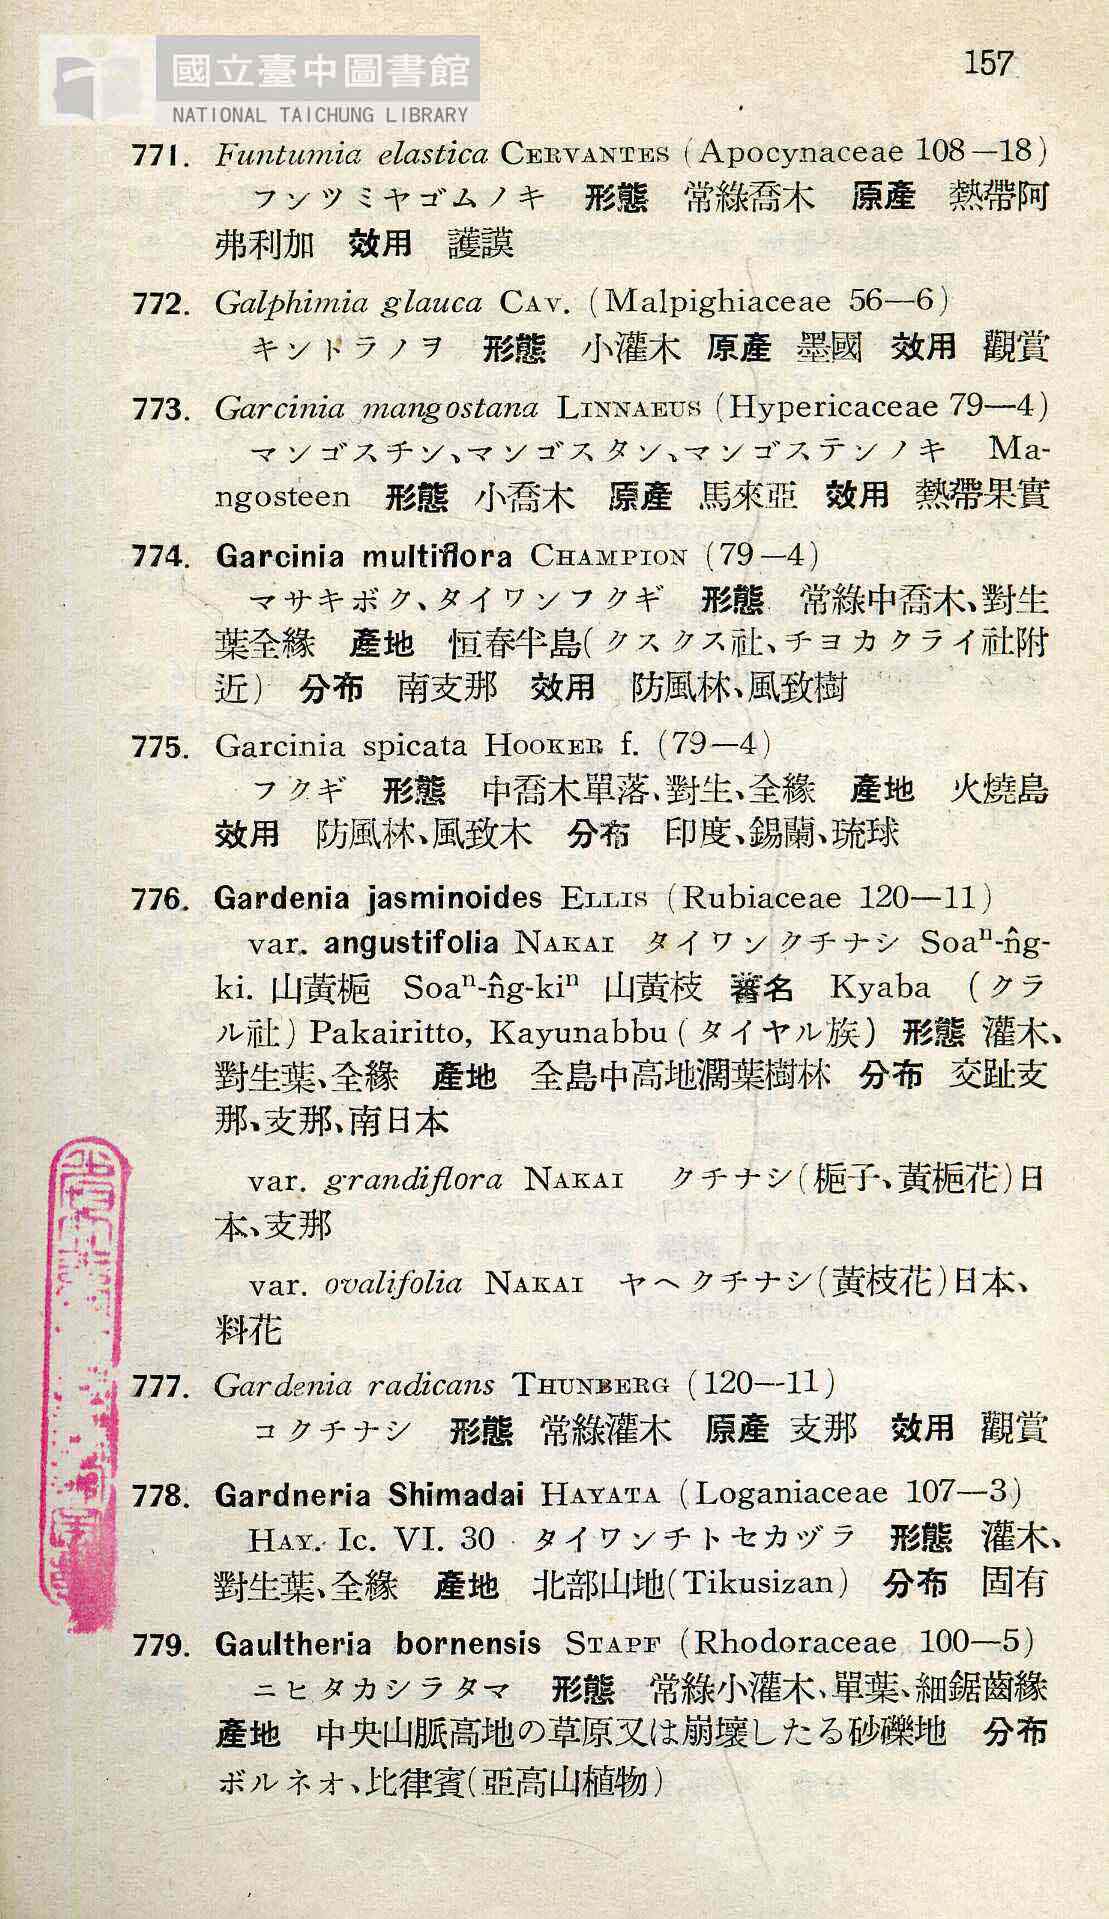 國立臺中圖書館
NATIONAL TAICHUNG LIBRARY
157
771. Funtumia elastica CERVANTES (Apocynaceae 108—18)
フンツミヤゴムノキ 形態 常綠喬木 原產 熱帶阿
弗利加 效用 護謨
772. Galphimia glauca CAV. (Malpighiaceae 56—6)
キントラノヲ 形態 小灌木 原產 墨國 效用 觀賞
773. Garcinia mangostana LINNAEUS (Hypericaceae 79—4)
マンゴスチン、マンゴスタン、マンゴステンノキ Ma-
ngosteen 形態 小喬木 原產 馬來亞 效用 熱帶果實
774. Garcinia multiflora CHAMPION (79—4)
マサキボク、タイワンフクギ 形態 常綠中喬木、對生
葉全緣 產地 恒春半島(クスクス社、チヨカクライ社附
近) 分布 南支那 效用 防風林、風致樹
775. Garcinia spicata HOOKER f. (79—4)
フクギ 形態 中喬木單落、對生、全緣 產地 火燒島
效用 防風林、風致木 分布 印度、錫蘭、琉球
776. Gardenia jasminoides ELLIS (Rubiaceae 120—11)
var. angustifolia NAKAI タイワンクチナシ Soaⁿ-n̂g-
ki. 山黃梔 Soaⁿ-n̂g-kiⁿ 山黃枝 蕃名 Kyaba (クラ
ル社) Pakairitto, Kayunabbu (タイヤル族) 形態 灌木、
對生葉、全緣 產地 全島中高地濶葉樹林 分布 交趾支
那、支那、南日本
var. grandiflora NAKAI クチナシ(梔子、黃梔花)日
本、支那
var. ovalifolia NAKAI ヤヘクチナシ(黃枝花)日本、
料花
777. Gardenia radicans THUNBERG (120—11)
コクチナシ 形態 常綠灌木 原產 支那 效用 觀賞
778. Gardneria Shimadai HAYATA (Loganiaceae 107—3)
HAY. Ic. VI. 30 タイワンチトセカヅラ 形態 灌木、
對生葉、全緣 產地 北部山地(Tikusizan) 分布 固有
779. Gaultheria bornensis STAPF (Rhodoraceae 100—5)
ニヒタカシラタマ 形態 常綠小灌木、單葉、細鋸齒緣
產地 中央山脈高地の草原又は崩壞したる砂礫地 分布
ボルネオ、比律賓(亞高山植物)